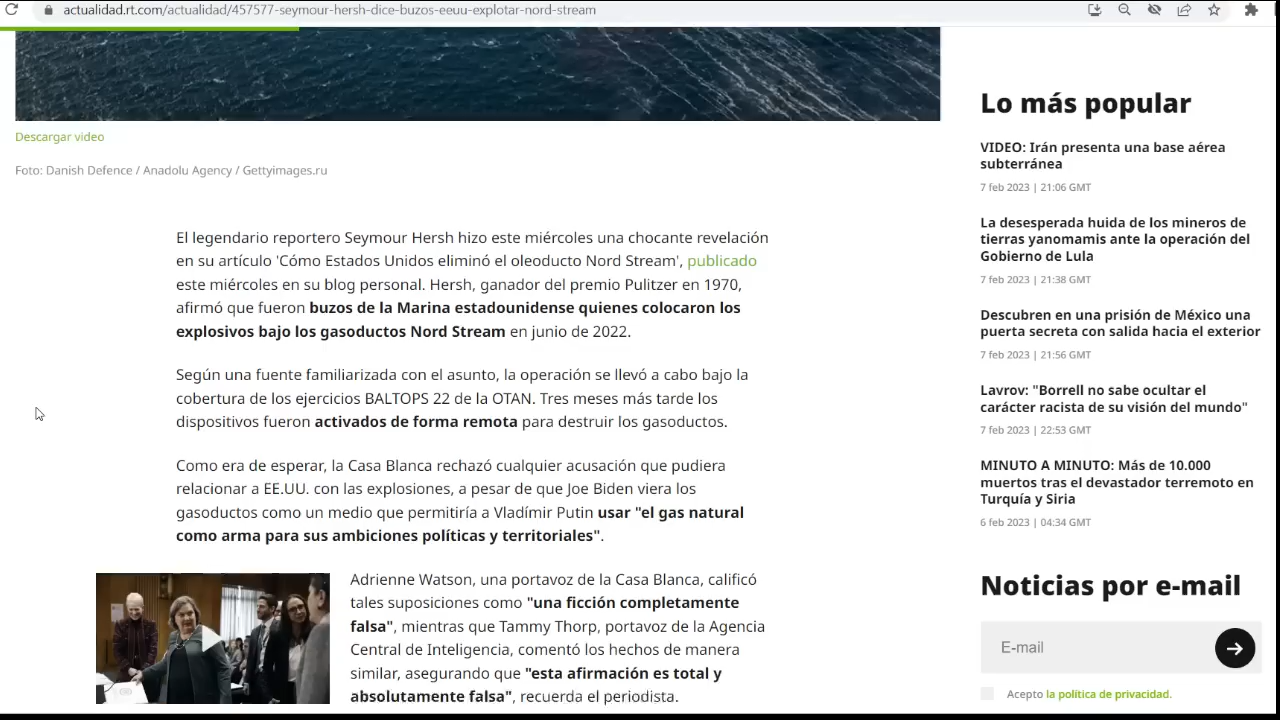 actualidad.rt.com/actualidad/457577-seymour-hersh-dice-buzos-eeuu-explotar-nord-stream
Descargar video
Foto: Danish Defence / Anadolu Agency / Gettyimages.ru
El legendario reportero Seymour Hersh hizo este miércoles una chocante revelación
en su artículo 'Cómo Estados Unidos eliminó el oleoducto Nord Stream', publicado
este miércoles en su blog personal. Hersh, ganador del premio Pulitzer en 1970,
afirmó que fueron buzos de la Marina estadounidense quienes colocaron los
explosivos bajo los gasoductos Nord Stream en junio de 2022.
Según una fuente familiarizada con el asunto, la operación se llevó a cabo bajo la
cobertura de los ejercicios BALTOPS 22 de la OTAN. Tres meses más tarde los
dispositivos fueron activados de forma remota para destruir los gasoductos.
Como era de esperar, la Casa Blanca rechazó cualquier acusación que pudiera
relacionar a EE.UU. con las explosiones, a pesar de que Joe Biden viera los
gasoductos como un medio que permitiría a Vladímir Putin usar "el gas natural
como arma para sus ambiciones políticas y territoriales".
Adrienne Watson, una portavoz de la Casa Blanca, calificó
tales suposiciones como "una ficción completamente
falsa", mientras que Tammy Thorp, portavoz de la Agencia
Central de Inteligencia, comentó los hechos de manera
similar, asegurando que "esta afirmación es total y
absolutamente falsa", recuerda el periodista.
Lo más popular
VIDEO: Irán presenta una base aérea
subterránea
7 feb 2023 | 21:06 GMT
La desesperada huida de los mineros de
tierras yanomamis ante la operación del
Gobierno de Lula
7 feb 2023 | 21:38 GMT
Descubren en una prisión de México una
puerta secreta con salida hacia el exterior
7 feb 2023 | 21:56 GMT
Lavrov: "Borrell no sabe ocultar el
carácter racista de su visión del mundo"
7 feb 2023 | 22:53 GMT
MINUTO A MINUTO: Más de 10.000
muertos tras el devastador terremoto en
Turquía y Siria
6 feb 2023 | 04:34 GMT
Noticias por e-mail
E-mail
Acepto la política de privacidad.